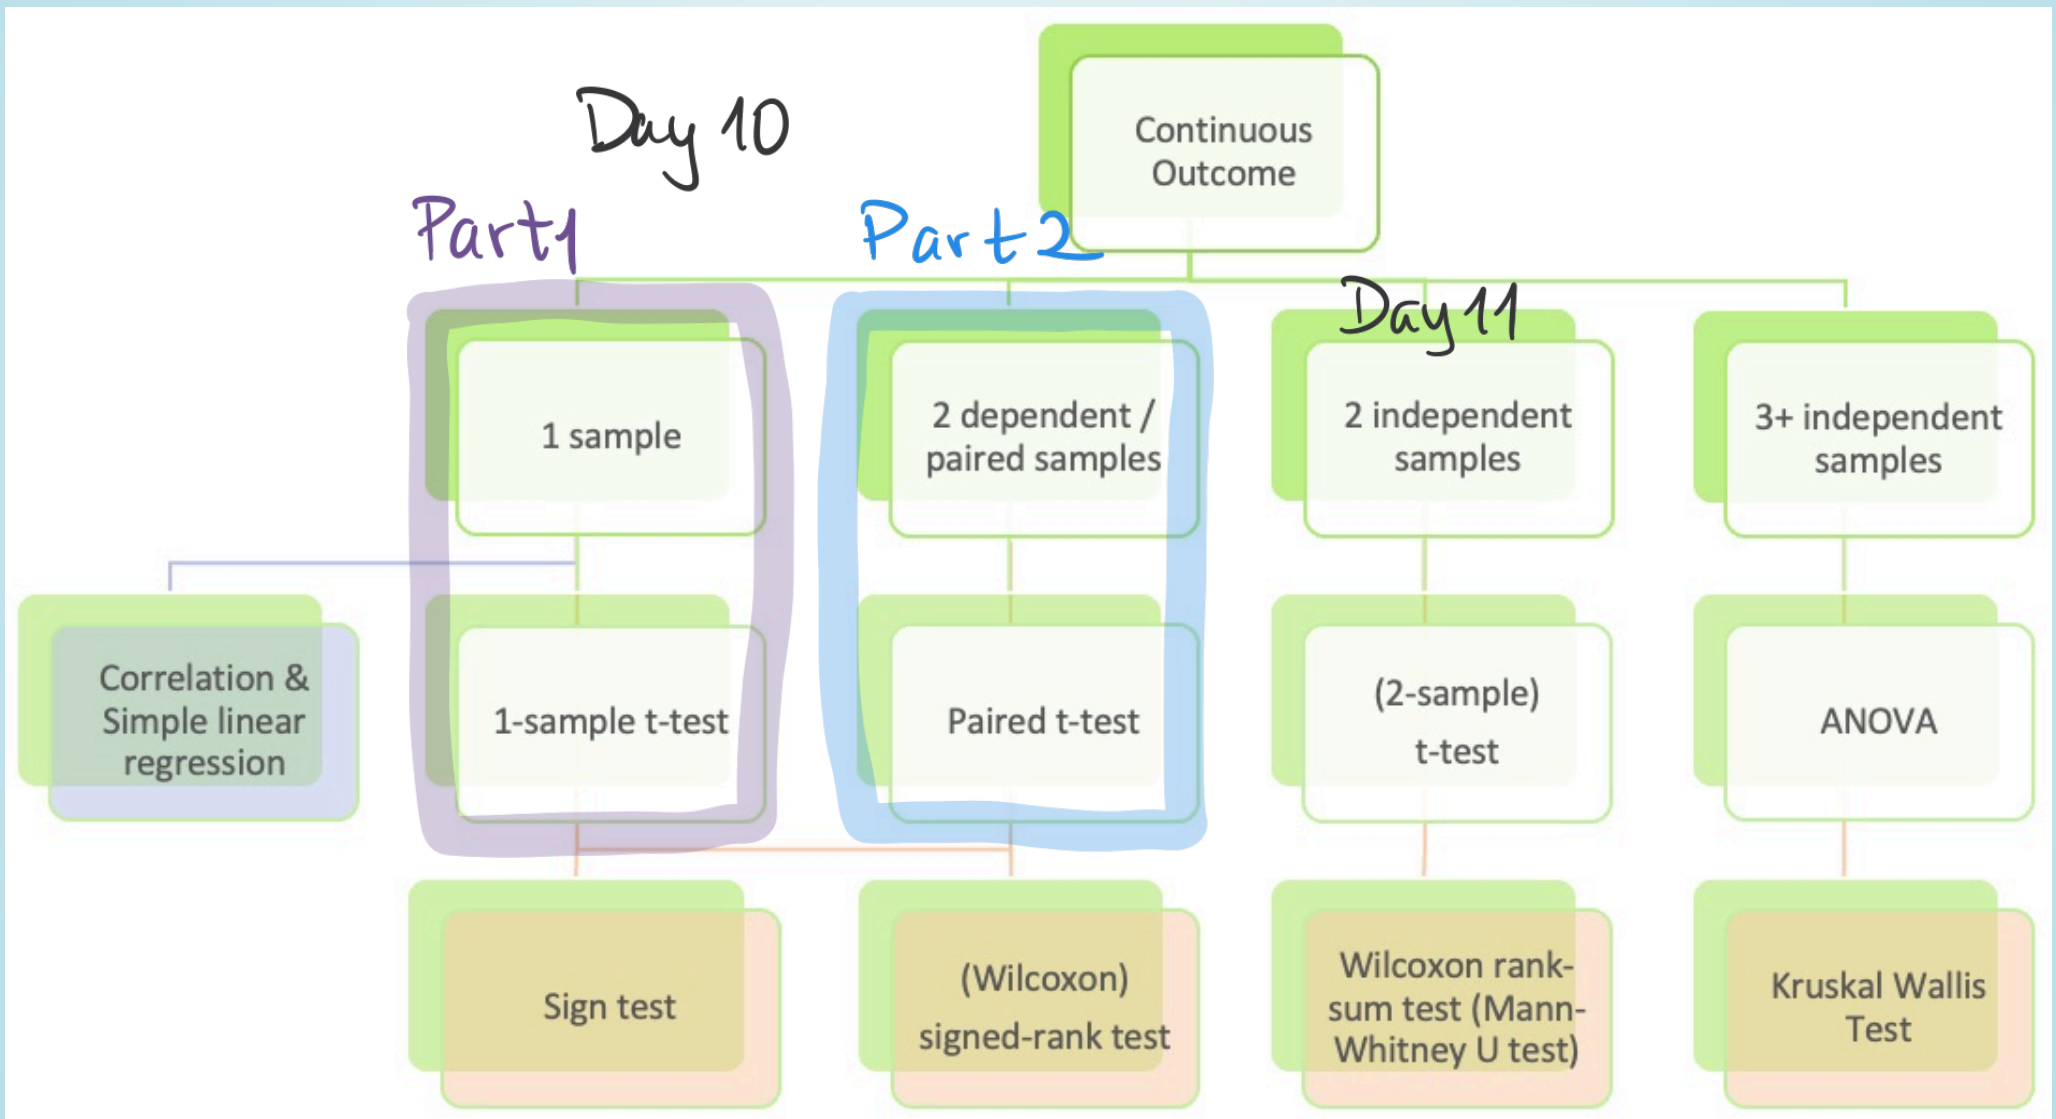 Continuous
Outcome
Day 10
Part1
Part2
Day 11
1 sample
2 dependent /
paired samples
2 independent
samples
3+ independent
samples
Correlation &
Simple linear
regression
1-sample t-test
Paired t-test
(2-sample)
t-test
ANOVA
Sign test
(Wilcoxon)
signed-rank test
Wilcoxon rank-
sum test (Mann-
Whitney U test)
Kruskal Wallis
Test